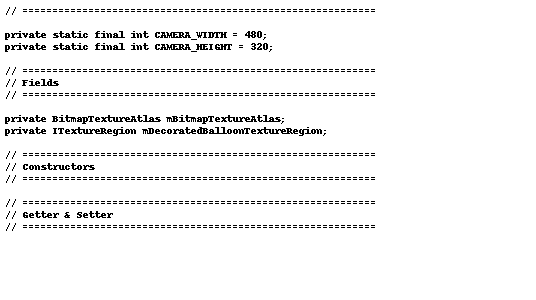 // ===========================================================
private static final int CAMERA_WIDTH = 480;
private static final int CAMERA_HEIGHT = 320;
// ===========================================================
// Fields
// ===========================================================
private BitmapTextureAtlas mBitmapTextureAtlas;
private ITextureRegion mDecoratedBalloonTextureRegion;
// ===========================================================
// Constructors
// ===========================================================
// ===========================================================
// Getter & Setter
// ===========================================================